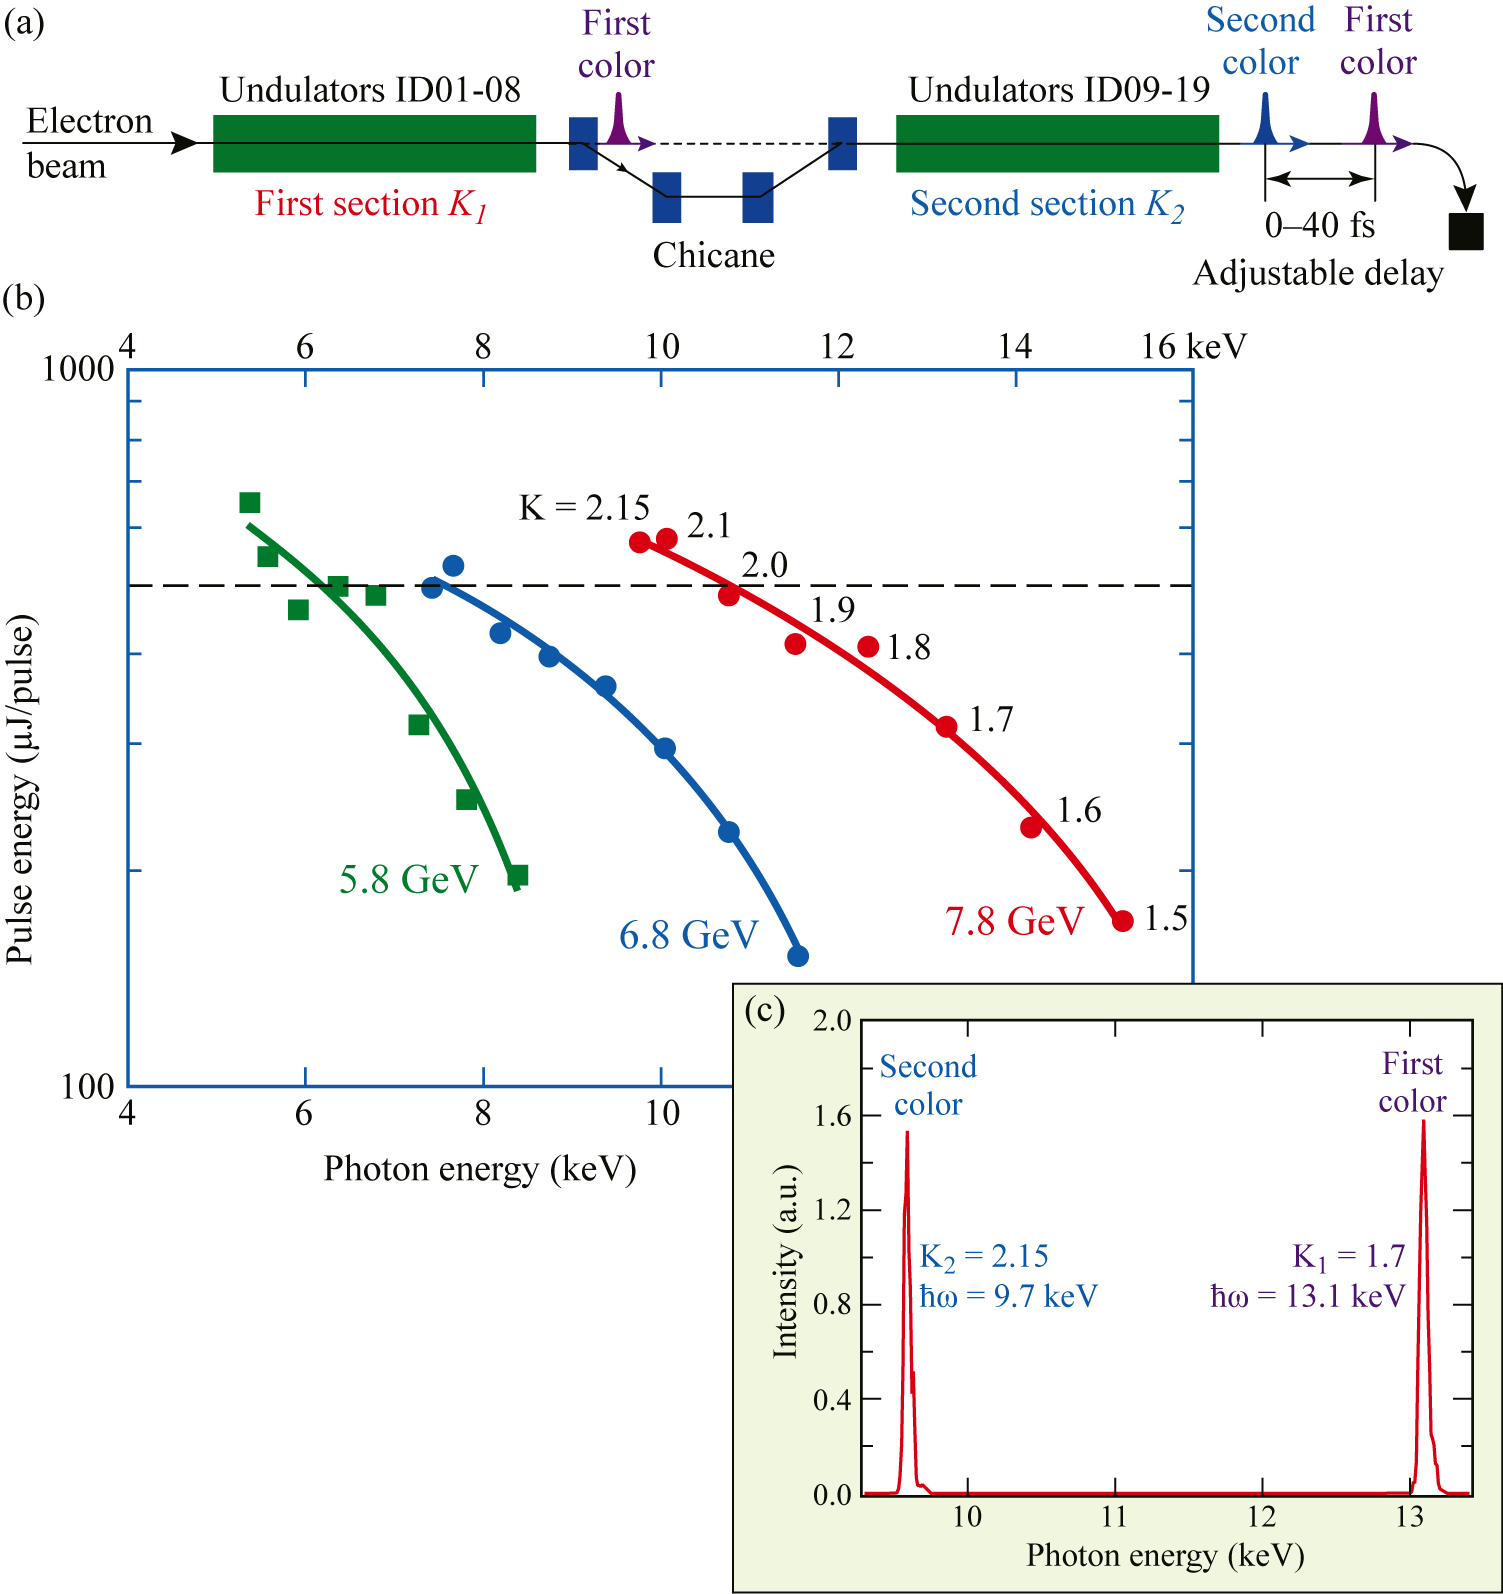 (a)
First
color
Second
color
First
color
Undulators ID01-08
Undulators ID09-19
Electron
beam
First section K1
Second section K2
Chicane
0–40 fs
Adjustable delay
(b)
4 6 8 10 12 14 16 keV
1000
K = 2.15
2.1
2.0
1.9
1.8
1.7
1.6
1.5
5.8 GeV
6.8 GeV
7.8 GeV
Pulse energy (μJ/pulse)
100
4 6 8 10
Photon energy (keV)
(c)
2.0
Second
color
First
color
1.6
1.2
K2 = 2.15
ħω = 9.7 keV
K1 = 1.7
ħω = 13.1 keV
Intensity (a.u.)
0.8
0.4
0.0
10 11 12 13
Photon energy (keV)